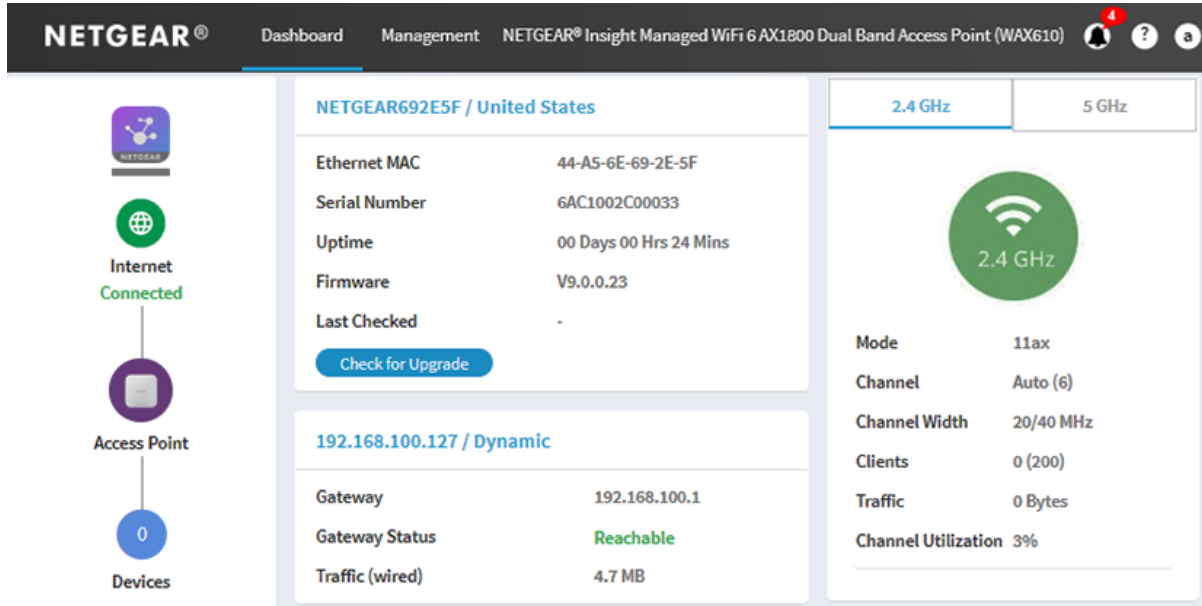 NETGEAR® Dashboard Management NETGEAR® Insight Managed WiFi 6 AX1800 Dual Band Access Point (WAX610) 4 ? a
NETGEAR
Internet
Connected
Access Point
0
Devices
NETGEAR692E5F / United States
Ethernet MAC 44-A5-6E-69-2E-5F
Serial Number 6AC1002C00033
Uptime 00 Days 00 Hrs 24 Mins
Firmware V9.0.0.23
Last Checked -
Check for Upgrade
192.168.100.127 / Dynamic
Gateway 192.168.100.1
Gateway Status Reachable
Traffic (wired) 4.7 MB
2.4 GHz 5 GHz
2.4 GHz
Mode 11ax
Channel Auto (6)
Channel Width 20/40 MHz
Clients 0 (200)
Traffic 0 Bytes
Channel Utilization 3%